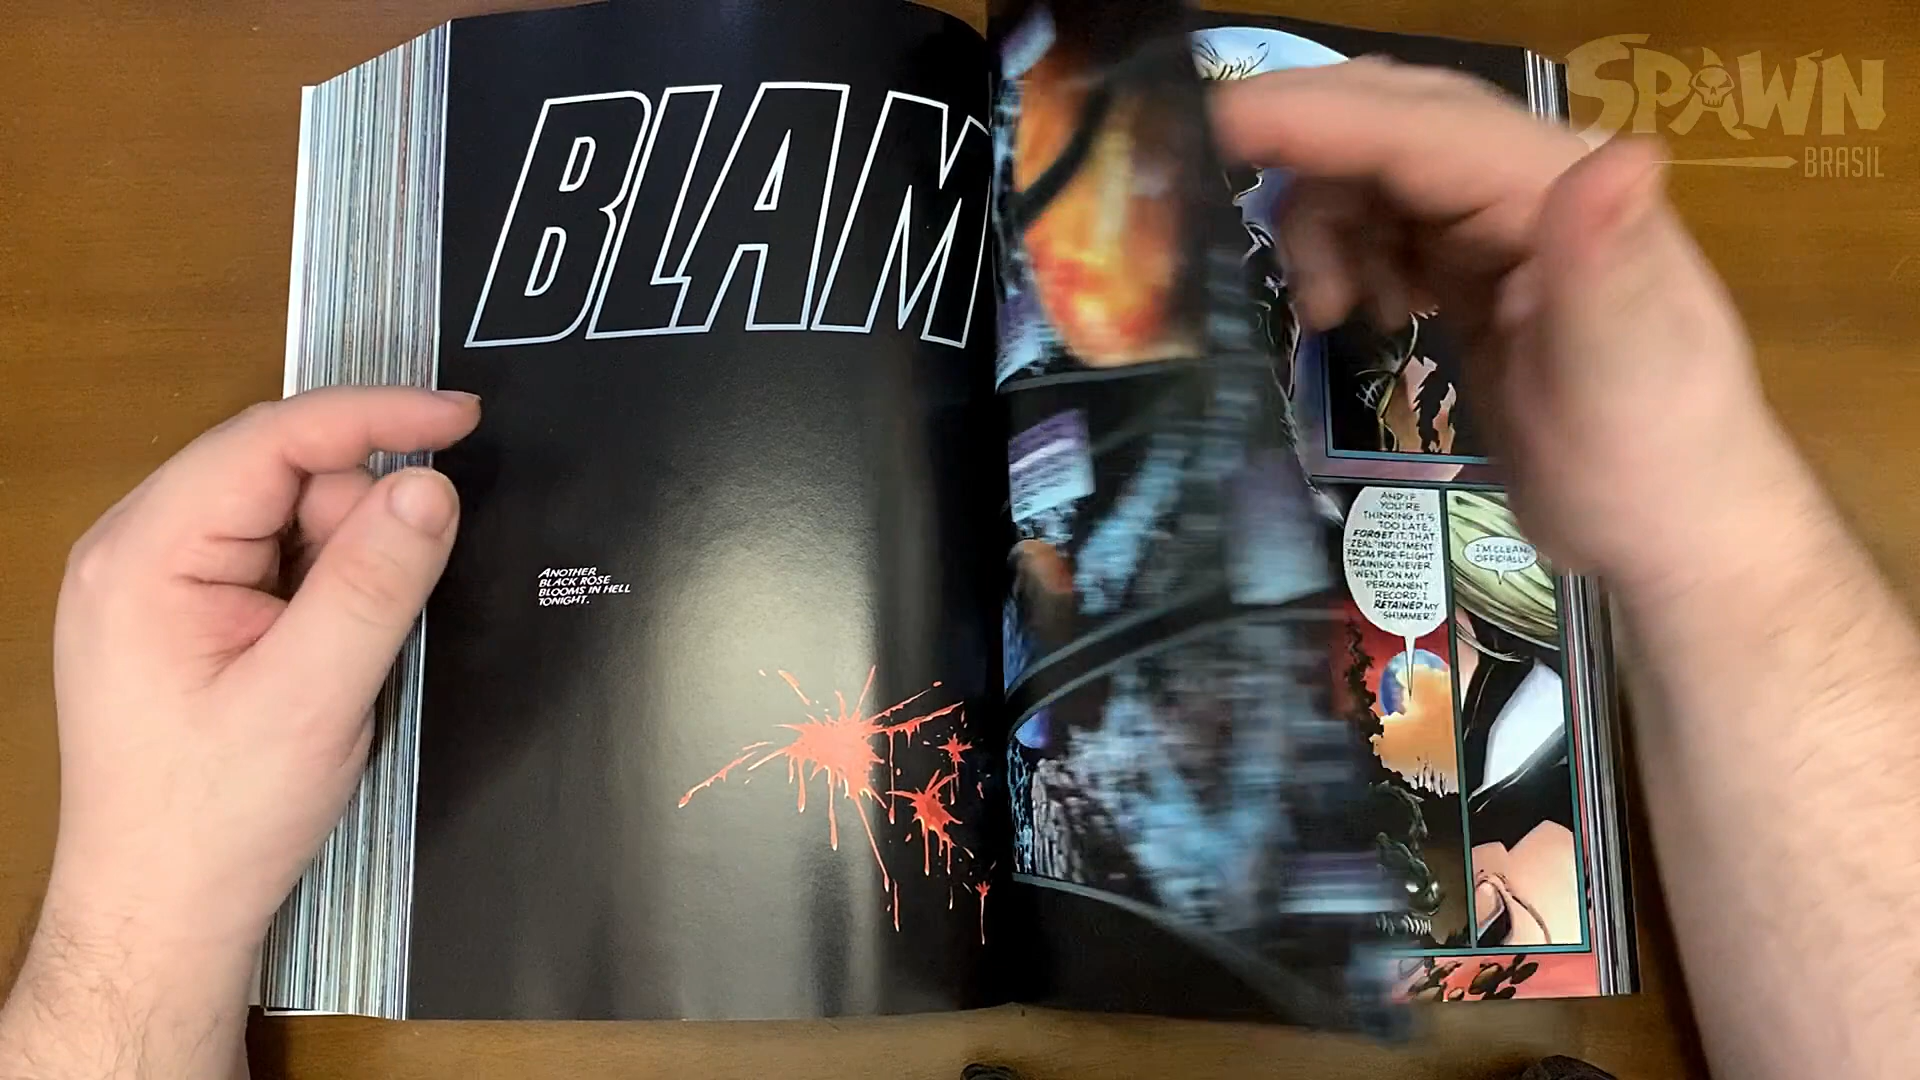 BLAM
ANOTHER
BLACK ROSE
BLOOMS IN HELL
TONIGHT.
AND IF
YOU'RE
THINKING IT'S
TOO LATE,
FORGET IT. THAT
"ZEAL" INDICTMENT
FROM PRE-FLIGHT
TRAINING NEVER
WENT ON MY
PERMANENT
RECORD. I
RETAINED MY
"SHIMMER."
I'M CLEAN.
OFFICIALLY.
SPAWN
BRASIL